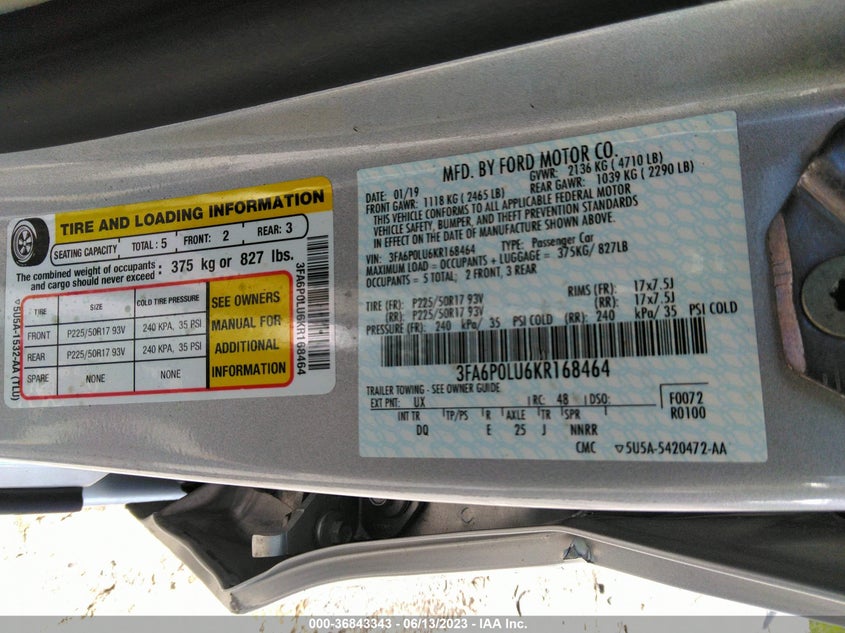 TIRE AND LOADING INFORMATION
SEATING CAPACITY TOTAL: 5 FRONT: 2 REAR: 3
The combined weight of occupants and cargo should never exceed: 375 kg or 827 lbs.
TIRE SIZE COLD TIRE PRESSURE
FRONT P225/50R17 93V 240 KPA, 35 PSI
REAR P225/50R17 93V 240 KPA, 35 PSI
SPARE NONE NONE
SEE OWNERS
MANUAL FOR
ADDITIONAL
INFORMATION
3FA6P0LU6KR168464
▽5U5A-1532-AA (TLU)
MFD. BY FORD MOTOR CO.
DATE: 01/19 GVWR: 2136 KG ( 4710 LB)
FRONT GAWR: 1118 KG ( 2465 LB) REAR GAWR: 1039 KG ( 2290 LB)
THIS VEHICLE CONFORMS TO ALL APPLICABLE FEDERAL MOTOR
VEHICLE SAFETY, BUMPER, AND THEFT PREVENTION STANDARDS
IN EFFECT ON THE DATE OF MANUFACTURE SHOWN ABOVE.
VIN: 3FA6P0LU6KR168464 TYPE: Passenger Car
MAXIMUM LOAD = OCCUPANTS + LUGGAGE = 375KG/ 827LB
OCCUPANTS = 5 TOTAL; 2 FRONT, 3 REAR
TIRE (FR): P225/50R17 93V RIMS (FR): 17x7.5J
(RR): P225/50R17 93V (RR): 17x7.5J
PRESSURE (FR): 240 kPa/ 35 PSI COLD (RR): 240 kPa/ 35 PSI COLD
3FA6P0LU6KR168464
TRAILER TOWING - SEE OWNER GUIDE
EXT PNT: UX RC: 48 DSO: F0072
R0100
INT TR TP/PS R AXLE TR SPR
DQ E 25 J NNRR
CMC ▽5U5A-5420472-AA
000-36843343 - 06/13/2023 - IAA Inc.